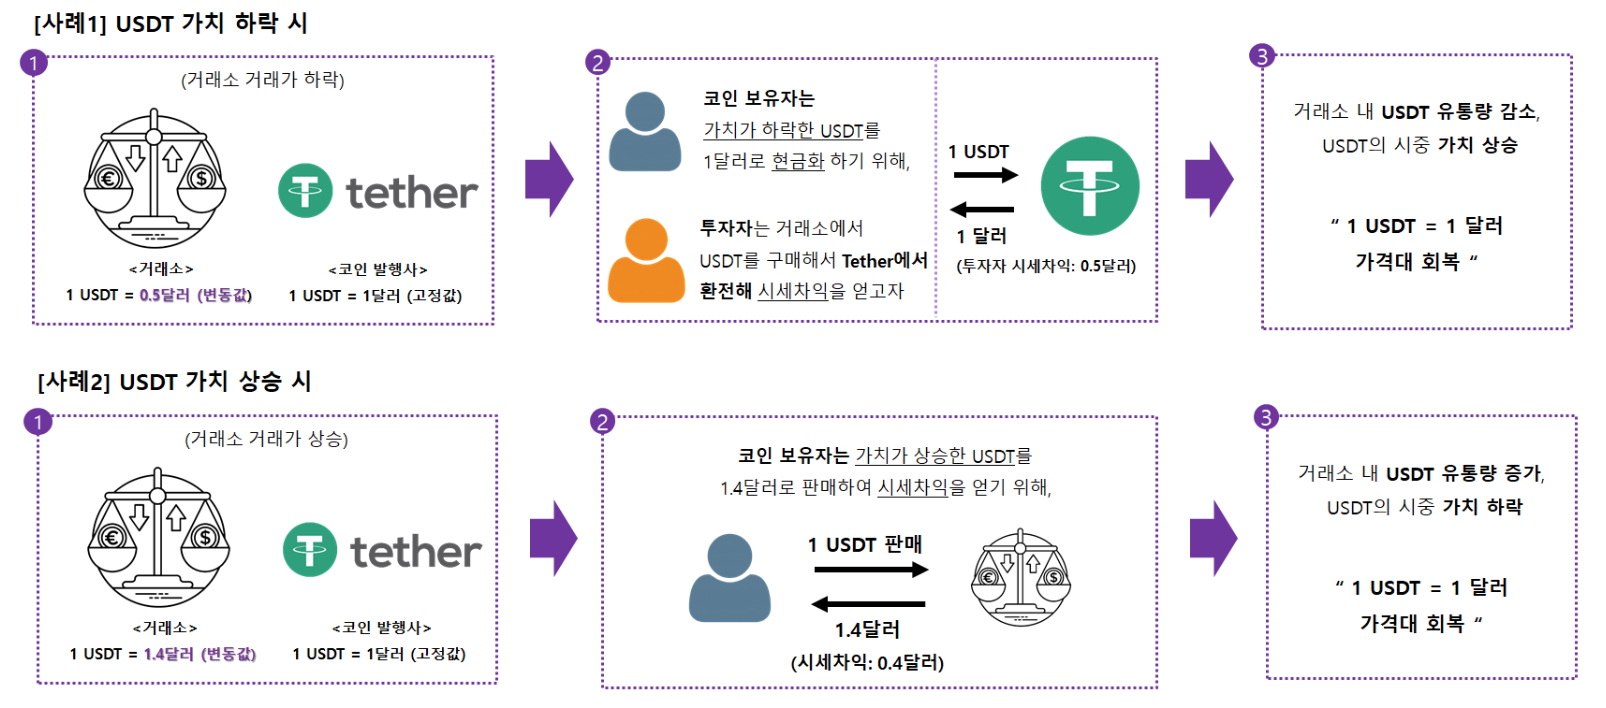 [사례1] USDT 가치 하락 시
1
(거래소 거래가 하락)
€
$
tether
<거래소>
1 USDT = 0.5달러 (변동값)
<코인 발행사>
1 USDT = 1달러 (고정값)
2
코인 보유자는
가치가 하락한 USDT를
1달러로 현금화 하기 위해,
투자자는 거래소에서
USDT를 구매해서 Tether에서
환전해 시세차익을 얻고자
1 USDT
1 달러
(투자자 시세차익: 0.5달러)
3
거래소 내 USDT 유통량 감소,
USDT의 시중 가치 상승
“ 1 USDT = 1 달러
가격대 회복 “
[사례2] USDT 가치 상승 시
1
(거래소 거래가 상승)
€
$
tether
<거래소>
1 USDT = 1.4달러 (변동값)
<코인 발행사>
1 USDT = 1달러 (고정값)
2
코인 보유자는 가치가 상승한 USDT를
1.4달러로 판매하여 시세차익을 얻기 위해,
1 USDT 판매
1.4달러
(시세차익: 0.4달러)
€
$
3
거래소 내 USDT 유통량 증가,
USDT의 시중 가치 하락
“ 1 USDT = 1 달러
가격대 회복 “